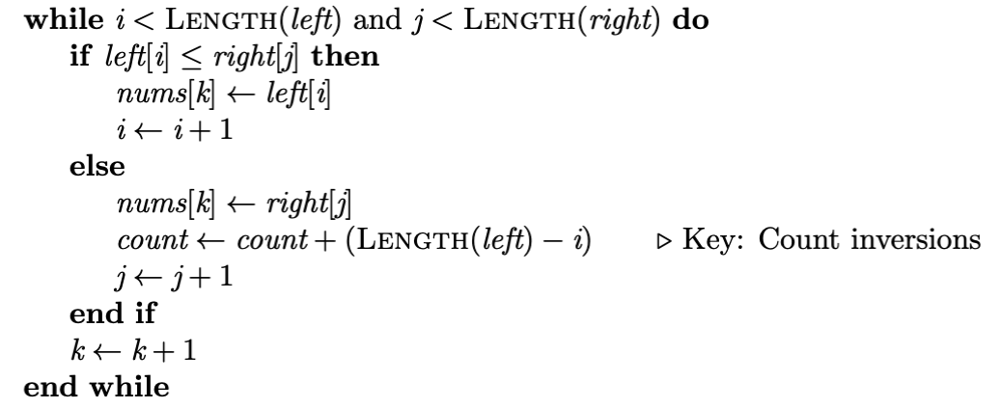 while i < LENGTH(left) and j < LENGTH(right) do
if left[i] ≤ right[j] then
nums[k] ← left[i]
i ← i + 1
else
nums[k] ← right[j]
count ← count + (LENGTH(left) − i) ▷ Key: Count inversions
j ← j + 1
end if
k ← k + 1
end while